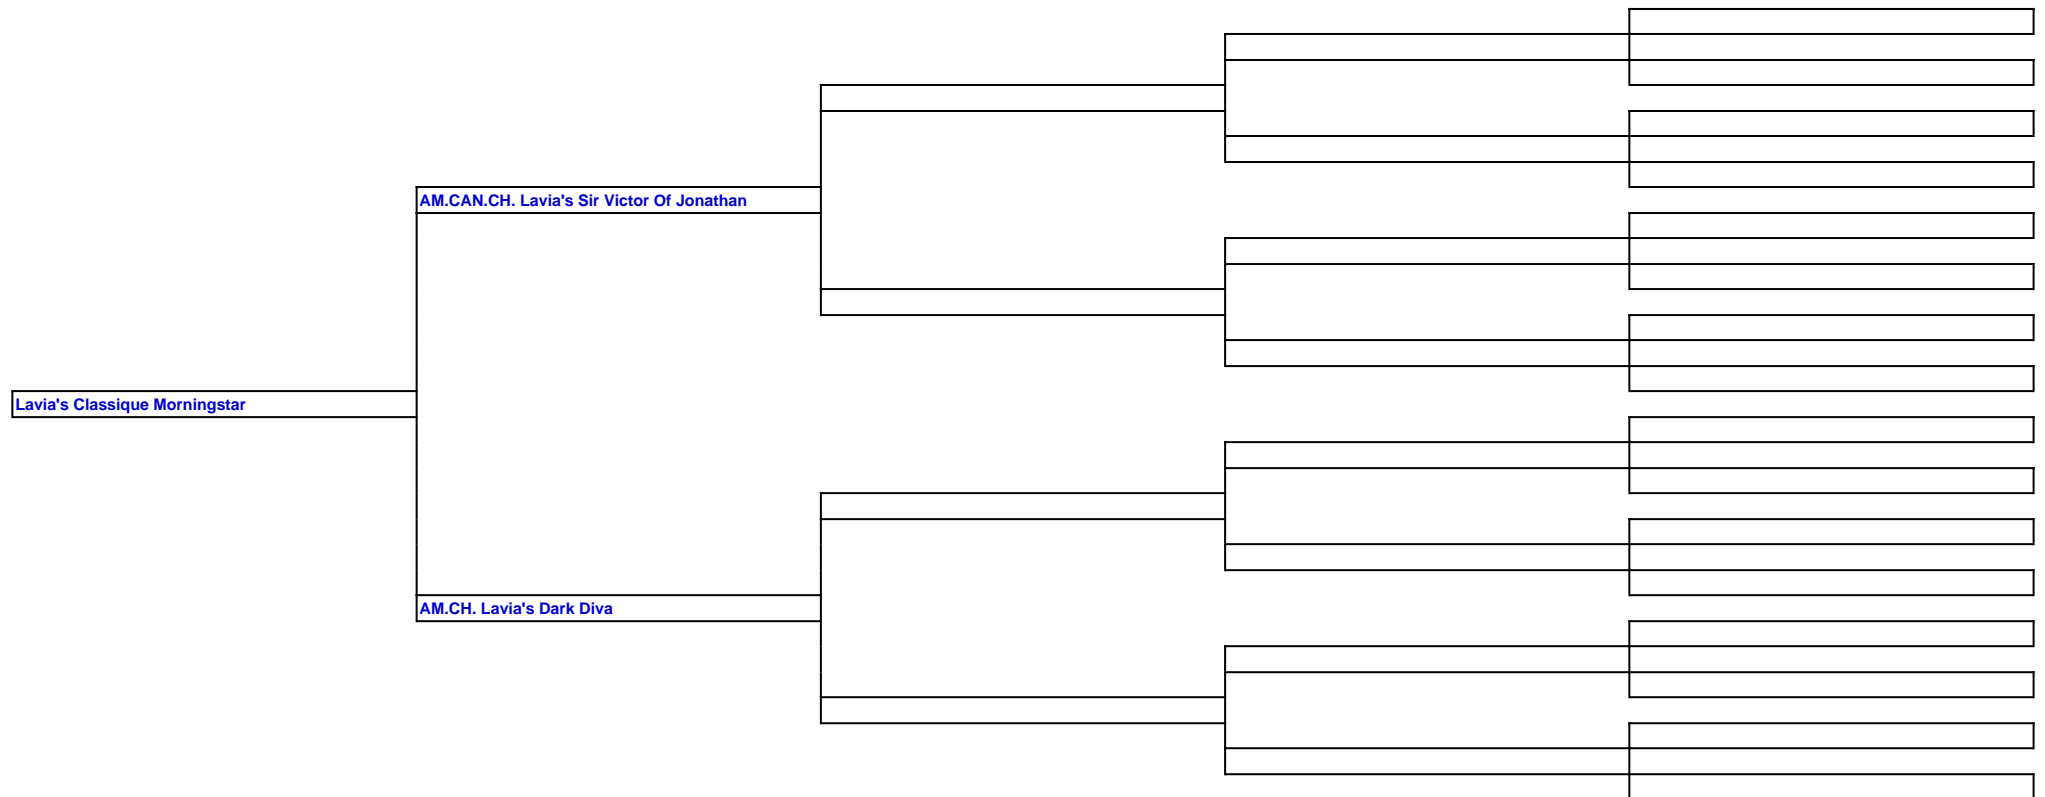 AM.CAN.CH. Lavia's Sir Victor Of Jonathan
Lavia's Classique Morningstar
AM.CH. Lavia's Dark Diva